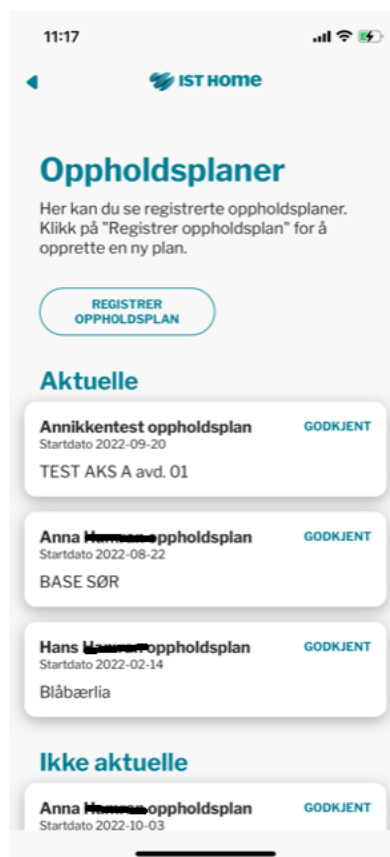 11:17
IST HOME
Oppholdsplaner
Her kan du se registrerte oppholdsplaner.
Klikk på "Registrer oppholdsplan" for å
opprette en ny plan.
REGISTRER
OPPHOLDSPLAN
Aktuelle
Annikkentest oppholdsplan GODKJENT
Startdato 2022-09-20
TEST AKS A avd. 01
Anna oppholdsplan GODKJENT
Startdato 2022-08-22
BASE SØR
Hans oppholdsplan GODKJENT
Startdato 2022-02-14
Blåbærlia
Ikke aktuelle
Anna oppholdsplan GODKJENT
Startdato 2022-10-03